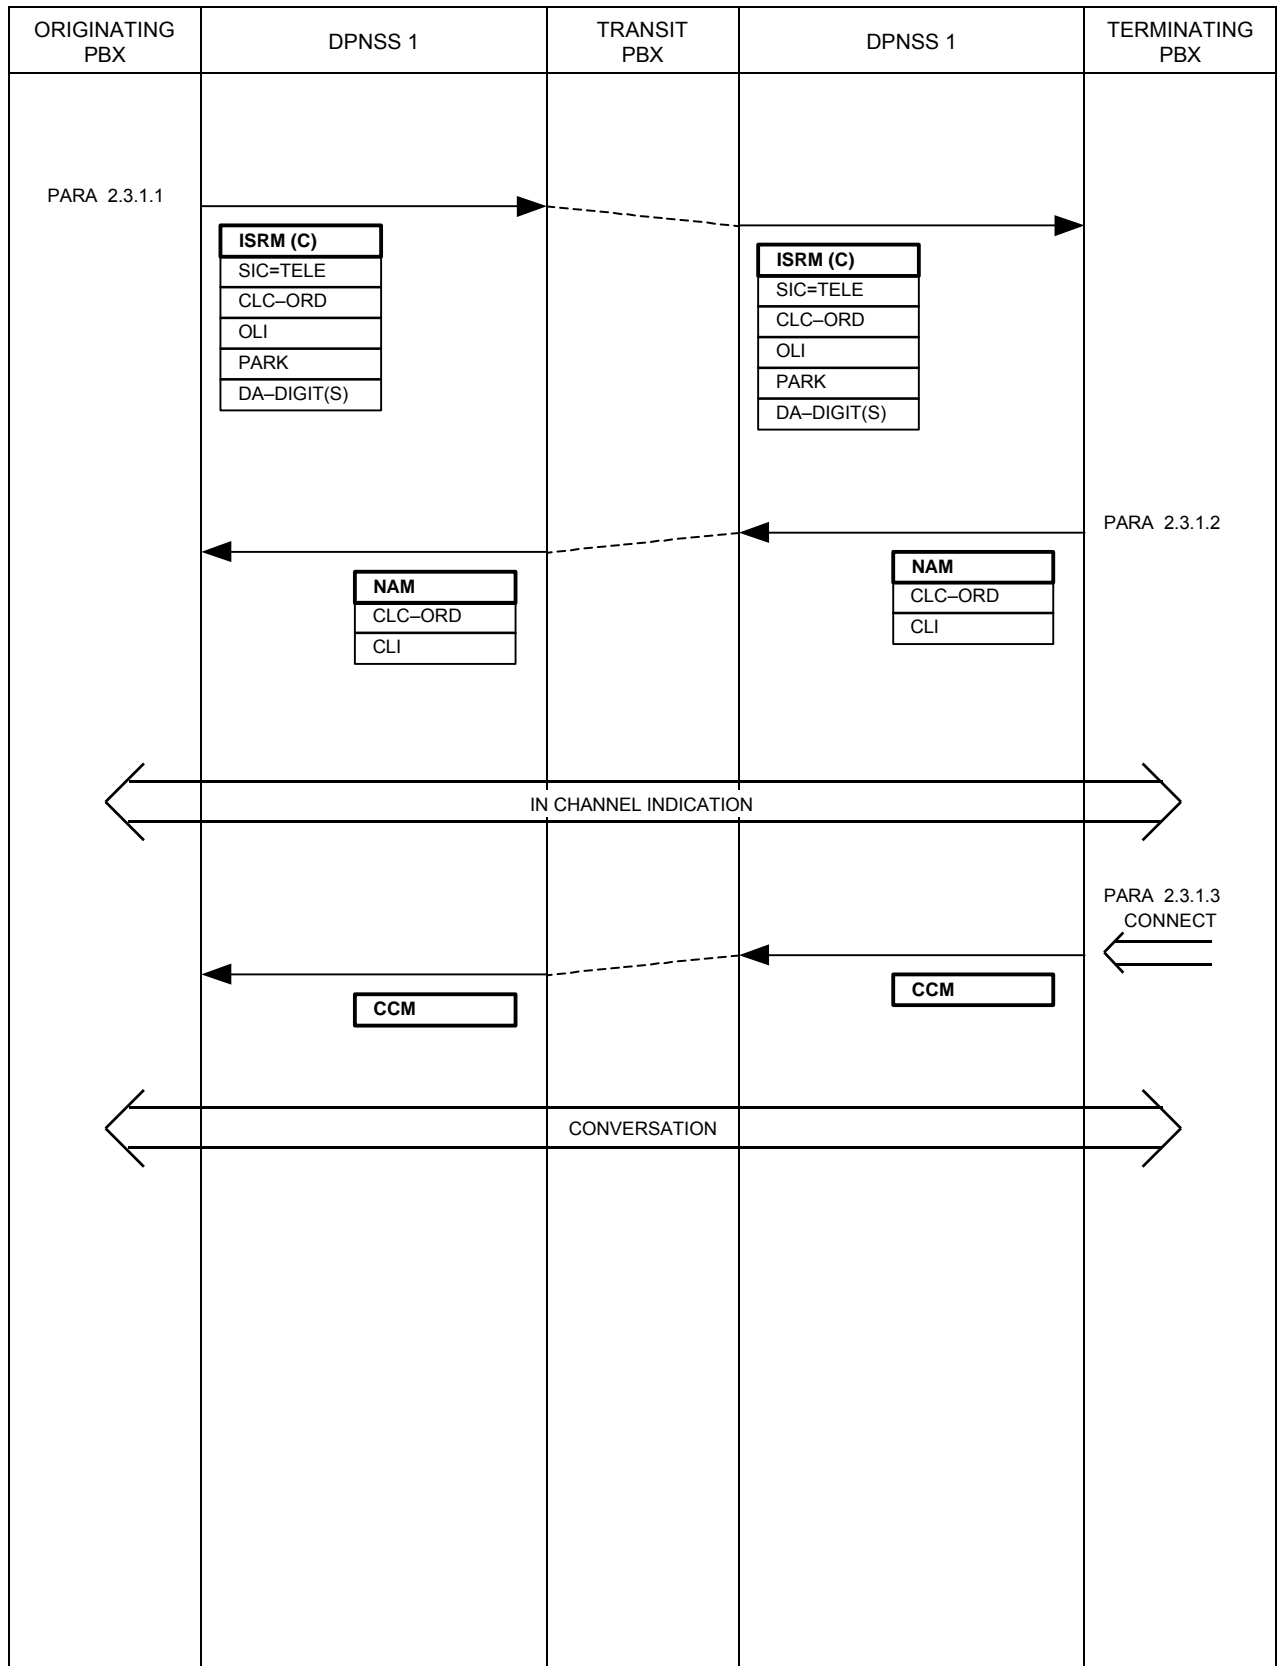 ORIGINATING
PBX
DPNSS 1
TRANSIT
PBX
DPNSS 1
TERMINATING
PBX
PARA 2.3.1.1
ISRM (C)
SIC=TELE
CLC–ORD
OLI
PARK
DA–DIGIT(S)
ISRM (C)
SIC=TELE
CLC–ORD
OLI
PARK
DA–DIGIT(S)
PARA 2.3.1.2
NAM
CLC–ORD
CLI
NAM
CLC–ORD
CLI
IN CHANNEL INDICATION
PARA 2.3.1.3
CONNECT
CCM
CCM
CONVERSATION